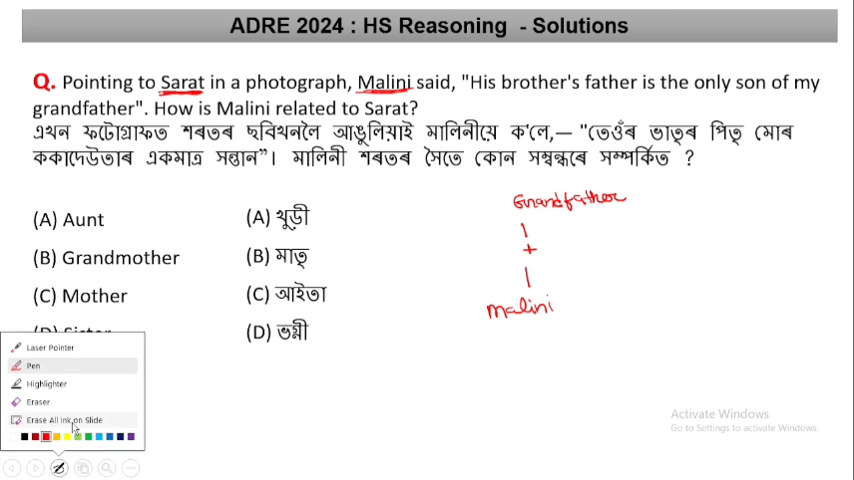 ADRE 2024 : HS Reasoning - Solutions
Q. Pointing to Sarat in a photograph, Malini said, "His brother's father is the only son of my
grandfather". How is Malini related to Sarat?
এখন ফটোগ্ৰাফত শৰতৰ ছবিখনলৈ আঙুলিয়াই মালিনীয়ে ক'লে,— "তেওঁৰ ভাতৃৰ পিতৃ মোৰ
ককাদেউতাৰ একমাত্ৰ সন্তান”। মালিনী শৰতৰ সৈতে কোন সম্বন্ধৰে সম্পৰ্কিত ?
Grandfather
(A) Aunt (A) খুড়ী
+
(B) Grandmother (B) মাতৃ
(C) Mother (C) আইতা
Malini
(D) Sister (D) ভগ্নী
Laser Pointer
Pen
Highlighter
Eraser
Erase All Ink on Slide
Activate Windows
Go to Settings to activate Windows.